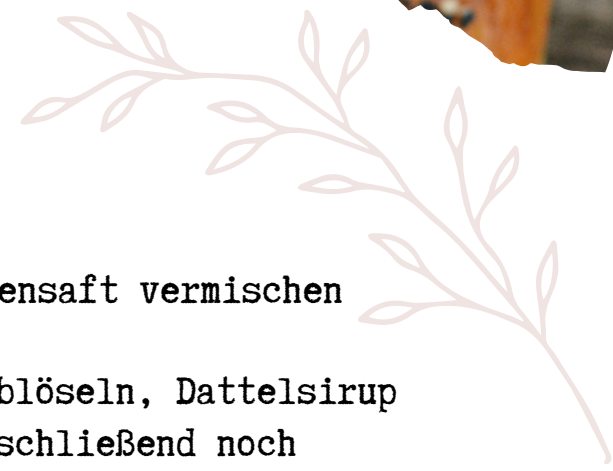 ensaft vermischen
blöseln, Dattelsirup
schließend noch